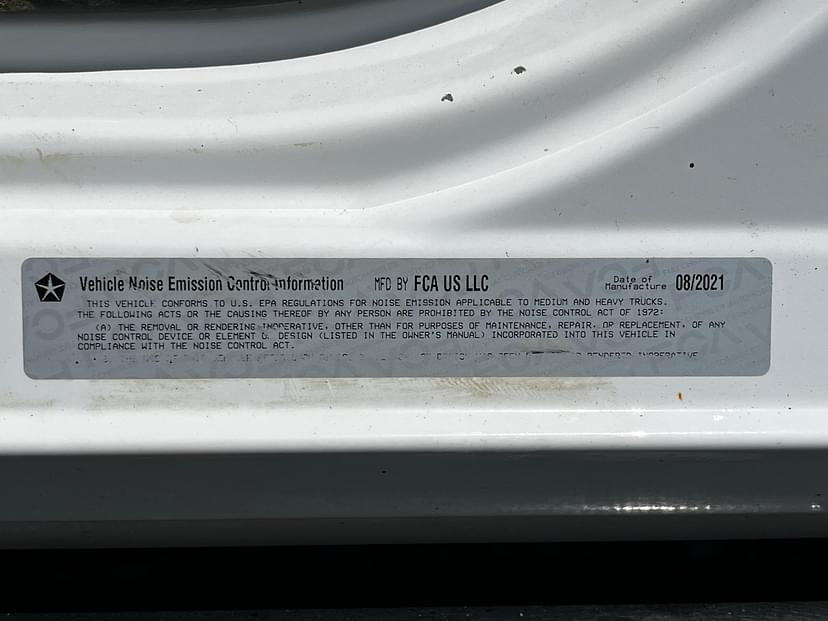 Vehicle Noise Emission Control Information MFD BY FCA US LLC Date of Manufacture 08/2021
THIS VEHICLE CONFORMS TO U.S. EPA REGULATIONS FOR NOISE EMISSION APPLICABLE TO MEDIUM AND HEAVY TRUCKS.
THE FOLLOWING ACTS OR THE CAUSING THEREOF BY ANY PERSON ARE PROHIBITED BY THE NOISE CONTROL ACT OF 1972:
(A) THE REMOVAL OR RENDERING INOPERATIVE, OTHER THAN FOR PURPOSES OF MAINTENANCE, REPAIR, OR REPLACEMENT, OF ANY
NOISE CONTROL DEVICE OR ELEMENT DESIGN (LISTED IN THE OWNER'S MANUAL) INCORPORATED INTO THIS VEHICLE IN
COMPLIANCE WITH THE NOISE CONTROL ACT.
RENDERED INOPERATIVE